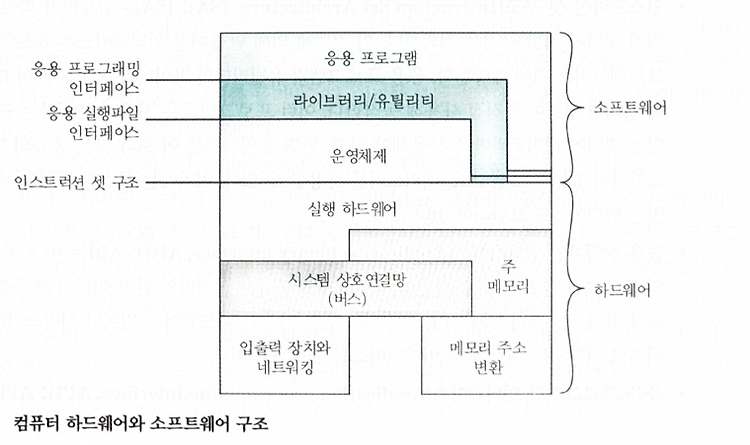 응용 프로그램
응용 프로그래밍
인터페이스
라이브러리/유틸리티
소프트웨어
응용 실행파일
인터페이스
운영체제
인스트럭션 셋 구조
실행 하드웨어
시스템 상호연결망
(버스)
주
메모리
하드웨어
입출력 장치와
네트워킹
메모리 주소
변환
컴퓨터 하드웨어와 소프트웨어 구조